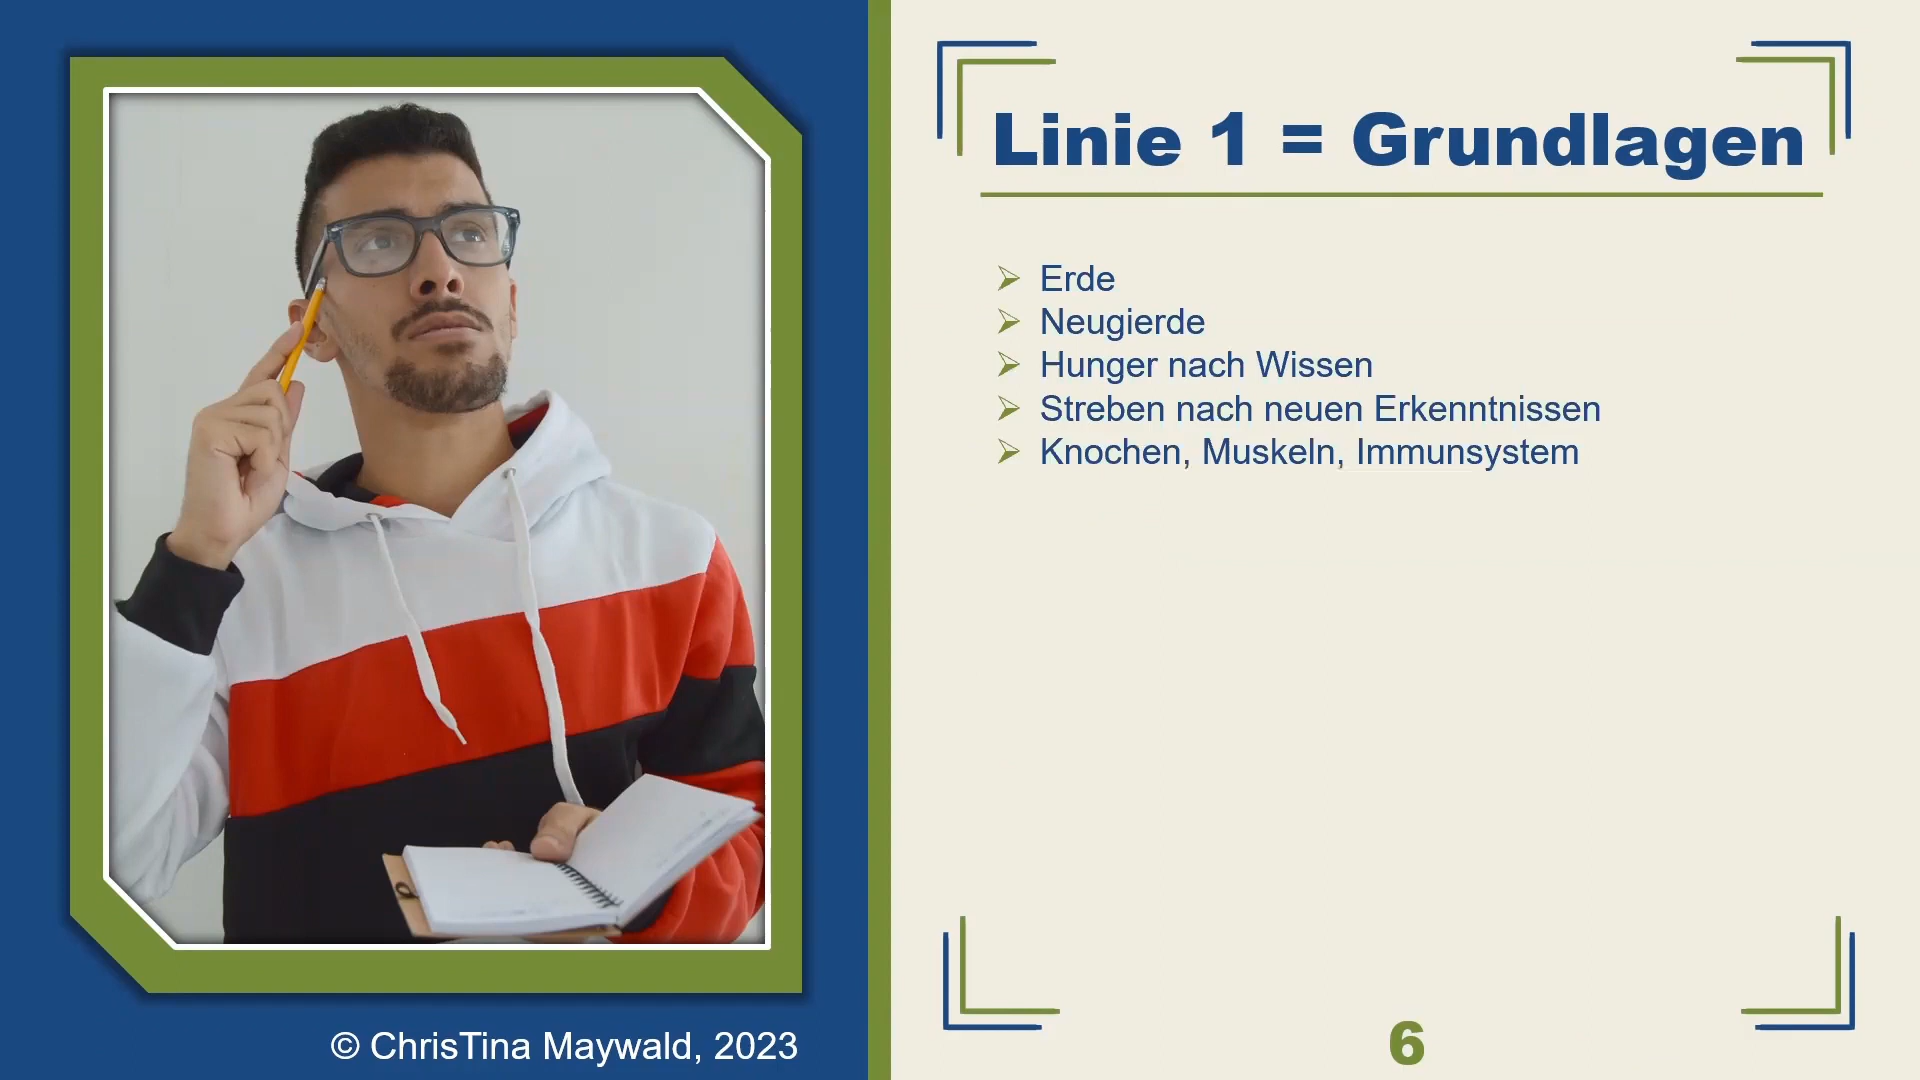 Linie 1 = Grundlagen
Erde
Neugierde
Hunger nach Wissen
Streben nach neuen Erkenntnissen
Knochen, Muskeln, Immunsystem
© ChrisTina Maywald, 2023
6